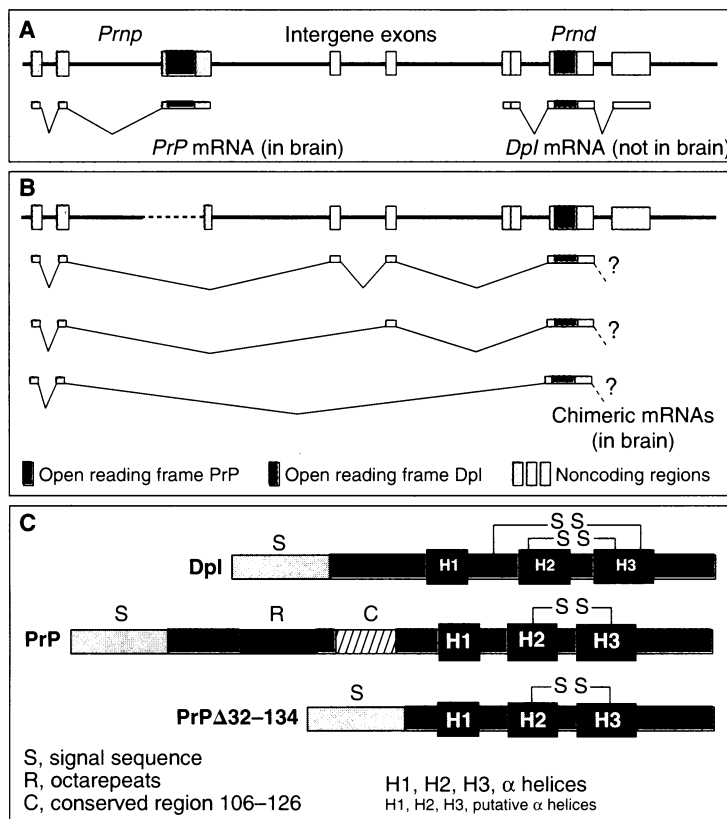 A
Prnp Intergene exons Prnd
PrP mRNA (in brain) Dpl mRNA (not in brain)
B
?
?
?
Chimeric mRNAs
(in brain)
Open reading frame PrP Open reading frame Dpl Noncoding regions
C
S S
S S S
Dpl H1 H2 H3
S R C S S
PrP H1 H2 H3
S S S
PrPΔ32–134 H1 H2 H3
S, signal sequence
R, octarepeats
C, conserved region 106–126
H1, H2, H3, α helices
H1, H2, H3, putative α helices